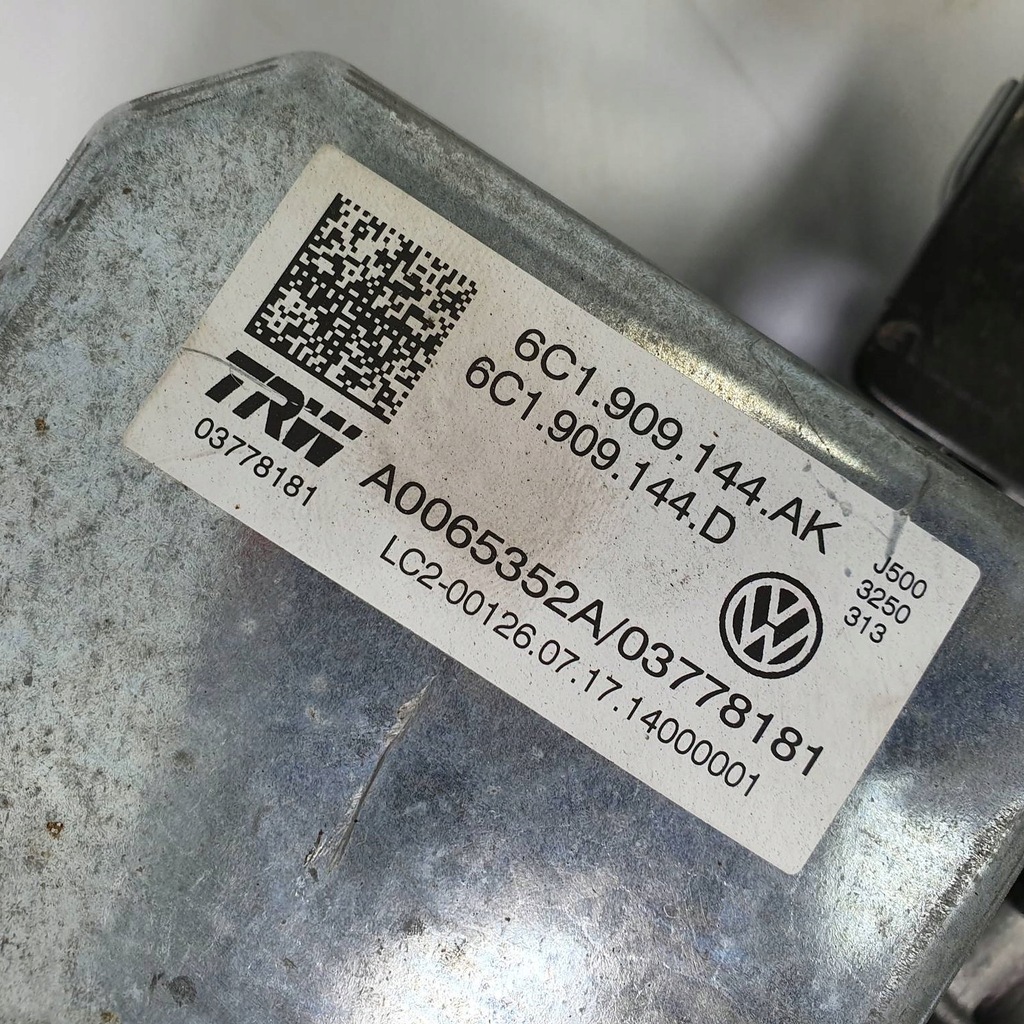 6C1.909.144.AK
6C1.909.144.D
TRW
03778181
A0065352A/03778181
LC2-00126.07.17.14000001
J500
3250
313